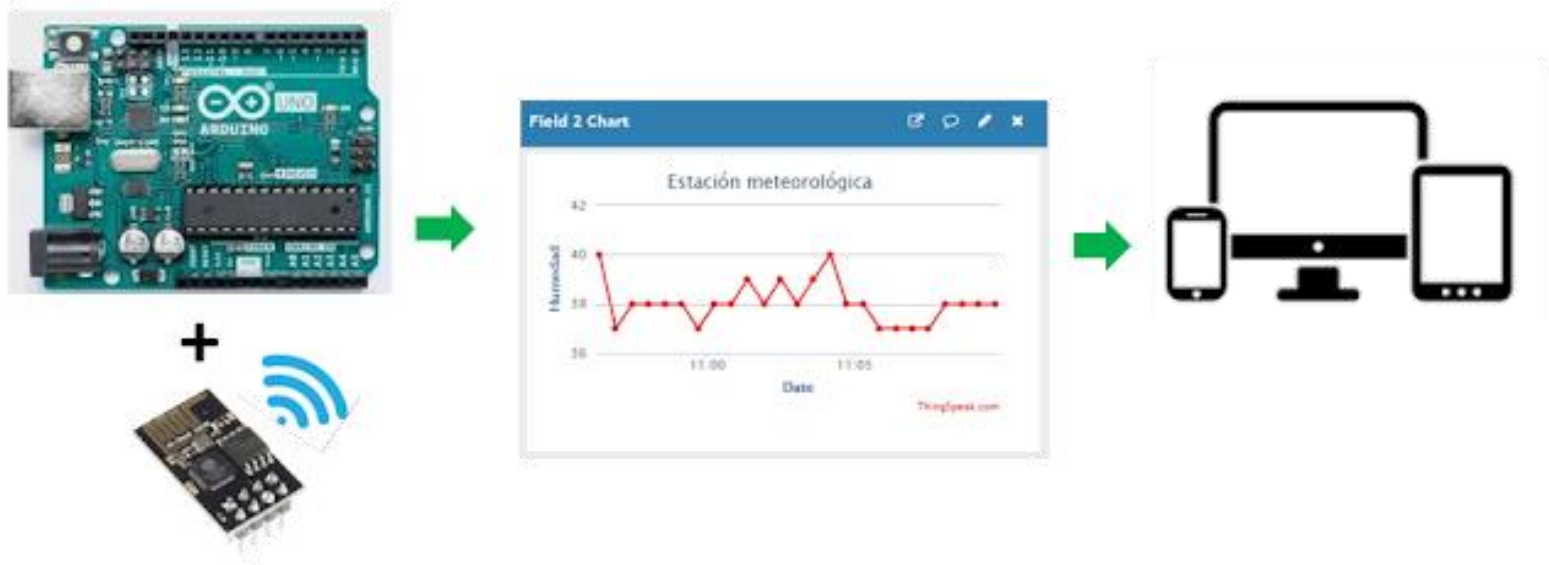 UNO
ARDUINO
+
Field 2 Chart
Estación meteorológica
42
40
38
36
Humedad
11:00
11:05
Date
ThingSpeak.com